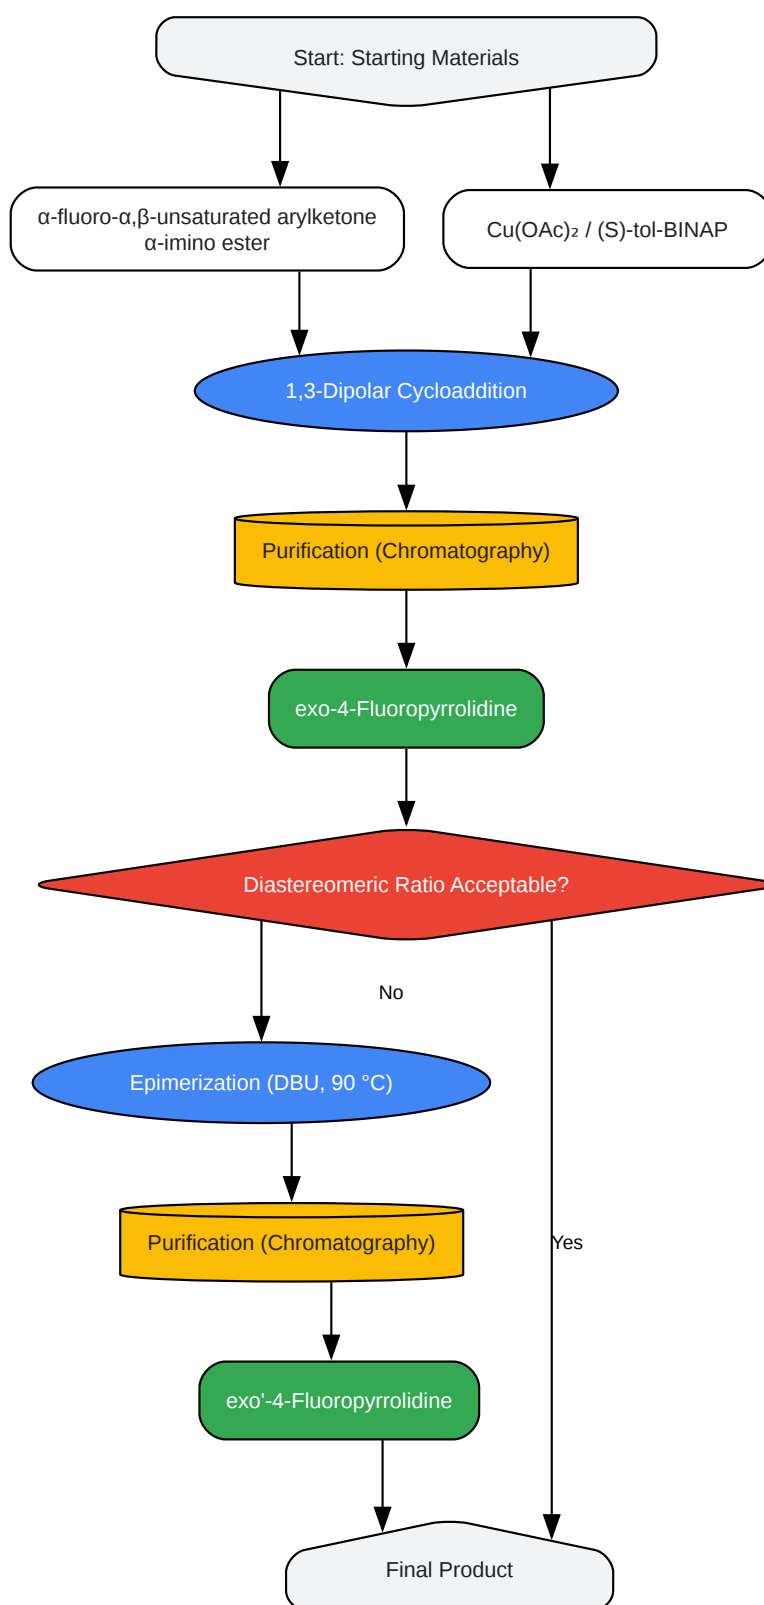 Start: Starting Materials
α-fluoro-α,β-unsaturated arylketone
α-imino ester
Cu(OAc)₂ / (S)-tol-BINAP
1,3-Dipolar Cycloaddition
Purification (Chromatography)
exo-4-Fluoropyrrolidine
Diastereomeric Ratio Acceptable?
No
Epimerization (DBU, 90 °C)
Purification (Chromatography)
Yes
exo'-4-Fluoropyrrolidine
Final Product